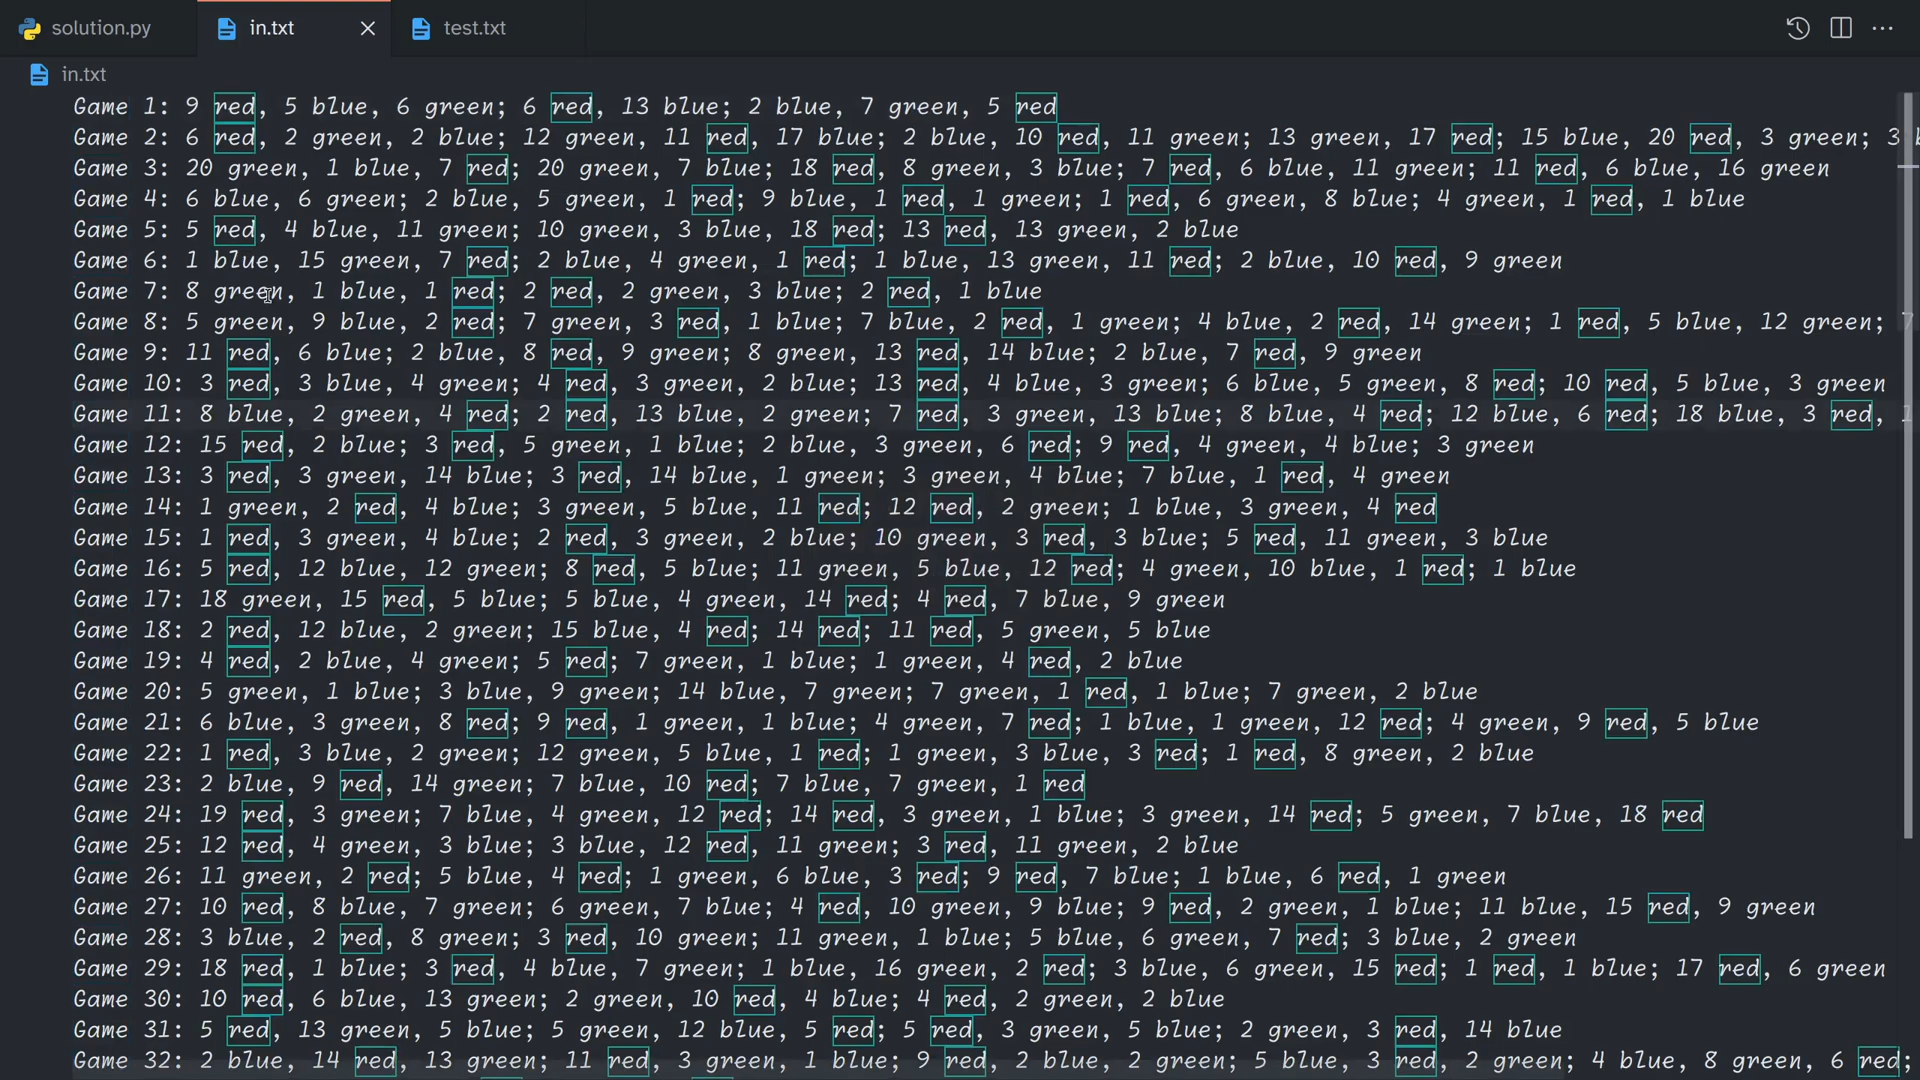 solution.py in.txt test.txt
in.txt
Game 1: 9 red, 5 blue, 6 green; 6 red, 13 blue; 2 blue, 7 green, 5 red
Game 2: 6 red, 2 green, 2 blue; 12 green, 11 red, 17 blue; 2 blue, 10 red, 11 green; 13 green, 17 red; 15 blue, 20 red, 3 green; 3
Game 3: 20 green, 1 blue, 7 red; 20 green, 7 blue; 18 red, 8 green, 3 blue; 7 red, 6 blue, 11 green; 11 red, 6 blue, 16 green
Game 4: 6 blue, 6 green; 2 blue, 5 green, 1 red; 9 blue, 1 red, 1 green; 1 red, 6 green, 8 blue; 4 green, 1 red, 1 blue
Game 5: 5 red, 4 blue, 11 green; 10 green, 3 blue, 18 red; 13 red, 13 green, 2 blue
Game 6: 1 blue, 15 green, 7 red; 2 blue, 4 green, 1 red; 1 blue, 13 green, 11 red; 2 blue, 10 red, 9 green
Game 7: 8 green, 1 blue, 1 red; 2 red, 2 green, 3 blue; 2 red, 1 blue
Game 8: 5 green, 9 blue, 2 red; 7 green, 3 red, 1 blue; 7 blue, 2 red, 1 green; 4 blue, 2 red, 14 green; 1 red, 5 blue, 12 green;
Game 9: 11 red, 6 blue; 2 blue, 8 red, 9 green; 8 green, 13 red, 14 blue; 2 blue, 7 red, 9 green
Game 10: 3 red, 3 blue, 4 green; 4 red, 3 green, 2 blue; 13 red, 4 blue, 3 green; 6 blue, 5 green, 8 red; 10 red, 5 blue, 3 green
Game 11: 8 blue, 2 green, 4 red; 2 red, 13 blue, 2 green; 7 red, 3 green, 13 blue; 8 blue, 4 red; 12 blue, 6 red; 18 blue, 3 red,
Game 12: 15 red, 2 blue; 3 red, 5 green, 1 blue; 2 blue, 3 green, 6 red; 9 red, 4 green, 4 blue; 3 green
Game 13: 3 red, 3 green, 14 blue; 3 red, 14 blue, 1 green; 3 green, 4 blue; 7 blue, 1 red, 4 green
Game 14: 1 green, 2 red, 4 blue; 3 green, 5 blue, 11 red; 12 red, 2 green; 1 blue, 3 green, 4 red
Game 15: 1 red, 3 green, 4 blue; 2 red, 3 green, 2 blue; 10 green, 3 red, 3 blue; 5 red, 11 green, 3 blue
Game 16: 5 red, 12 blue, 12 green; 8 red, 5 blue; 11 green, 5 blue, 12 red; 4 green, 10 blue, 1 red; 1 blue
Game 17: 18 green, 15 red, 5 blue; 5 blue, 4 green, 14 red; 4 red, 7 blue, 9 green
Game 18: 2 red, 12 blue, 2 green; 15 blue, 4 red; 14 red; 11 red, 5 green, 5 blue
Game 19: 4 red, 2 blue, 4 green; 5 red; 7 green, 1 blue; 1 green, 4 red, 2 blue
Game 20: 5 green, 1 blue; 3 blue, 9 green; 14 blue, 7 green; 7 green, 1 red, 1 blue; 7 green, 2 blue
Game 21: 6 blue, 3 green, 8 red; 9 red, 1 green, 1 blue; 4 green, 7 red; 1 blue, 1 green, 12 red; 4 green, 9 red, 5 blue
Game 22: 1 red, 3 blue, 2 green; 12 green, 5 blue, 1 red; 1 green, 3 blue, 3 red; 1 red, 8 green, 2 blue
Game 23: 2 blue, 9 red, 14 green; 7 blue, 10 red; 7 blue, 7 green, 1 red
Game 24: 19 red, 3 green; 7 blue, 4 green, 12 red; 14 red, 3 green, 1 blue; 3 green, 14 red; 5 green, 7 blue, 18 red
Game 25: 12 red, 4 green, 3 blue; 3 blue, 12 red, 11 green; 3 red, 11 green, 2 blue
Game 26: 11 green, 2 red; 5 blue, 4 red; 1 green, 6 blue, 3 red; 9 red, 7 blue; 1 blue, 6 red, 1 green
Game 27: 10 red, 8 blue, 7 green; 6 green, 7 blue; 4 red, 10 green, 9 blue; 9 red, 2 green, 1 blue; 11 blue, 15 red, 9 green
Game 28: 3 blue, 2 red, 8 green; 3 red, 10 green; 11 green, 1 blue; 5 blue, 6 green, 7 red; 3 blue, 2 green
Game 29: 18 red, 1 blue; 3 red, 4 blue, 7 green; 1 blue, 16 green, 2 red; 3 blue, 6 green, 15 red; 1 red, 1 blue; 17 red, 6 green
Game 30: 10 red, 6 blue, 13 green; 2 green, 10 red, 4 blue; 4 red, 2 green, 2 blue
Game 31: 5 red, 13 green, 5 blue; 5 green, 12 blue, 5 red; 5 red, 3 green, 5 blue; 2 green, 3 red, 14 blue
Game 32: 2 blue, 14 red, 13 green; 11 red, 3 green, 1 blue; 9 red, 2 blue, 2 green; 5 blue, 3 red, 2 green; 4 blue, 8 green, 6 red;